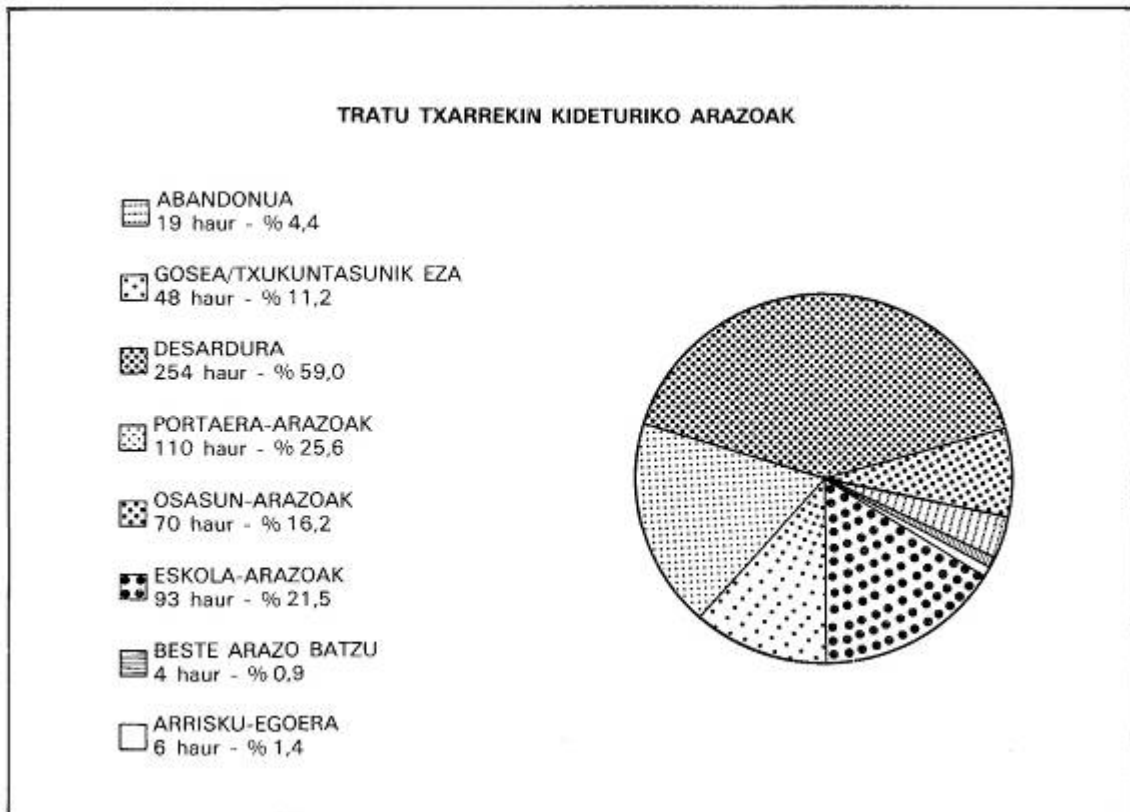 TRATU TXARREKIN KIDETURIKO ARAZOAK
ABANDONUA
19 haur - % 4,4
GOSEA/TXUKUNTASUNIK EZA
48 haur - % 11,2
DESARDURA
254 haur - % 59,0
PORTAERA-ARAZOAK
110 haur - % 25,6
OSASUN-ARAZOAK
70 haur - % 16,2
ESKOLA-ARAZOAK
93 haur - % 21,5
BESTE ARAZO BATZU
4 haur - % 0,9
ARRISKU-EGOERA
6 haur - % 1,4